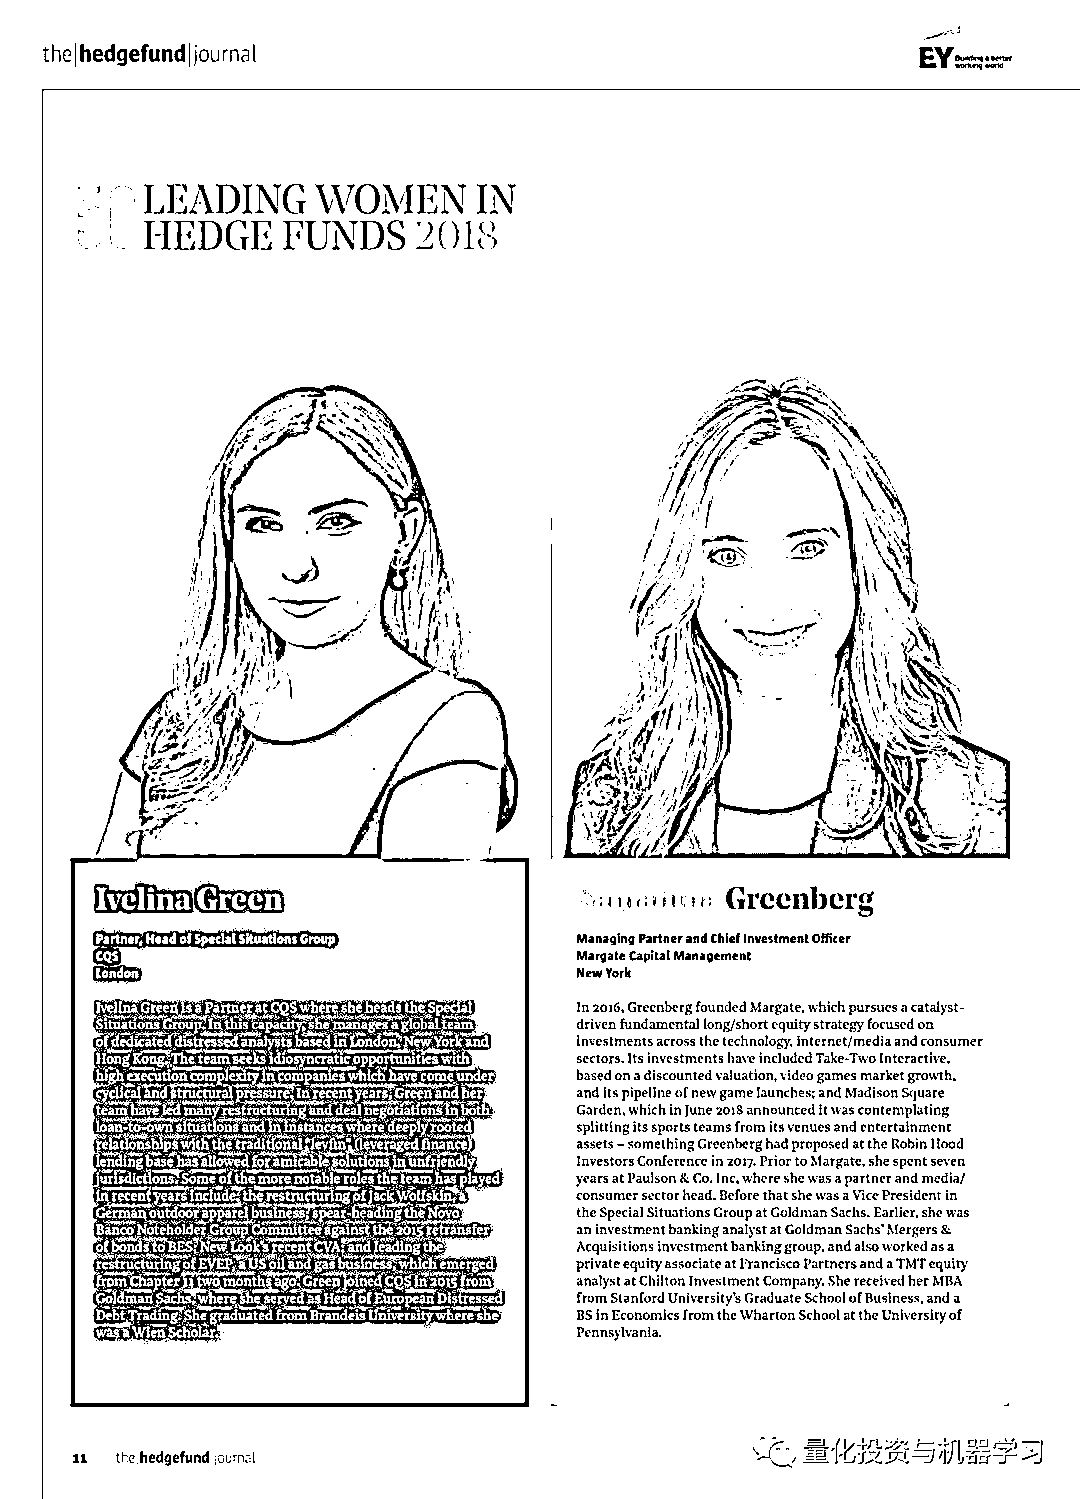 the|hedgefund|journal
EY Building a better
working world
50 LEADING WOMEN IN
HEDGE FUNDS 2018
Ivelina Green
Partner, Head of Special Situations Group
CQS
London
Ivelina Green is a Partner at CQS where she heads the Special
Situations Group. In this capacity, she manages a global team
of dedicated distressed analysts based in London, New York and
Hong Kong. The team seeks idiosyncratic opportunities with
high execution complexity in companies which have come under
cyclical and structural pressure. In recent years, Green and her
team have led many restructuring and deal negotiations in both
loan-to-own situations and in instances where deeply rooted
relationships with the traditional “levfin” (leveraged finance)
lending base has allowed for amicable solutions in unfriendly
jurisdictions. Some of the more notable roles the team has played
in recent years include: the restructuring of Jack Wolfskin, a
German outdoor apparel business; spear-heading the Novo
Banco Noteholder Group Committee against the 2015 retransfer
of bonds to BES; New Look’s recent CVA; and leading the
restructuring of EVEP, a US oil and gas business, which emerged
from Chapter 11 two months ago. Green joined CQS in 2015 from
Goldman Sachs, where she served as Head of European Distressed
Debt Trading. She graduated from Brandeis University where she
was a Wien Scholar.
Greenberg
Managing Partner and Chief Investment Officer
Margate Capital Management
New York
In 2016, Greenberg founded Margate, which pursues a catalyst-
driven fundamental long/short equity strategy focused on
investments across the technology, internet/media and consumer
sectors. Its investments have included Take-Two Interactive,
based on a discounted valuation, video games market growth,
and its pipeline of new game launches; and Madison Square
Garden, which in June 2018 announced it was contemplating
splitting its sports teams from its venues and entertainment
assets – something Greenberg had proposed at the Robin Hood
Investors Conference in 2017. Prior to Margate, she spent seven
years at Paulson & Co. Inc, where she was a partner and media/
consumer sector head. Before that she was a Vice President in
the Special Situations Group at Goldman Sachs. Earlier, she was
an investment banking analyst at Goldman Sachs’ Mergers &
Acquisitions investment banking group, and also worked as a
private equity associate at Francisco Partners and a TMT equity
analyst at Chilton Investment Company. She received her MBA
from Stanford University’s Graduate School of Business, and a
BS in Economics from the Wharton School at the University of
Pennsylvania.
11 the|hedgefund|journal
量化投资与机器学习